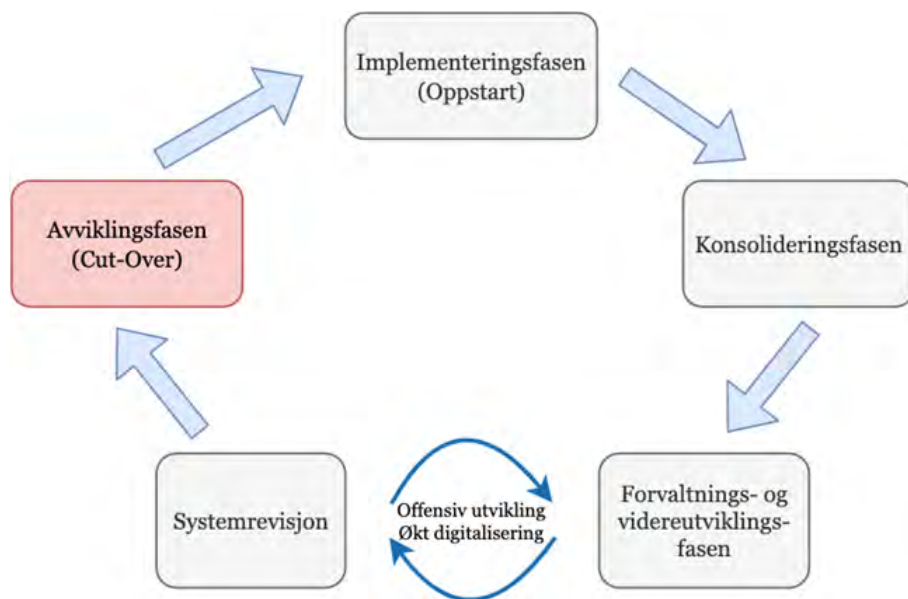 Implementeringsfasen
(Oppstart)
Avviklingsfasen
(Cut-Over)
Konsolideringsfasen
Systemrevisjon
Offensiv utvikling
Økt digitalisering
Forvaltnings- og
videreutviklings-
fasen